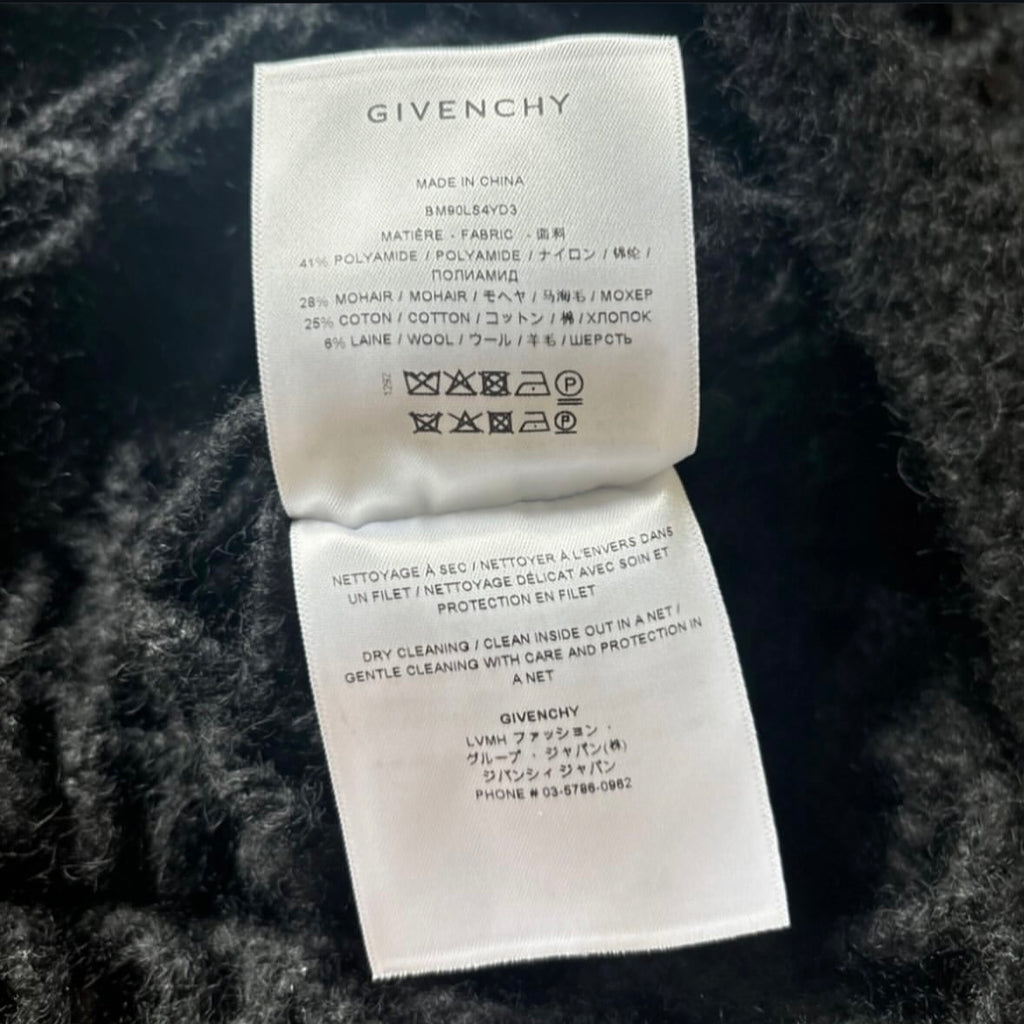 GIVENCHY
MADE IN CHINA
BM90LS4YD3
MATIÈRE - FABRIC - 面料
41% POLYAMIDE / POLYAMIDE / ナイロン / 锦纶 /
ПОЛИАМИД
28% MOHAIR / MOHAIR / モヘヤ / 马海毛 / МОХЕР
25% COTON / COTTON / コットン / 棉 / ХЛОПОК
6% LAINE / WOOL / ウール / 羊毛 / ШЕРСТЬ
1292
P
P
NETTOYAGE À SEC / NETTOYER À L'ENVERS DANS
UN FILET / NETTOYAGE DÉLICAT AVEC SOIN ET
PROTECTION EN FILET
DRY CLEANING / CLEAN INSIDE OUT IN A NET /
GENTLE CLEANING WITH CARE AND PROTECTION IN
A NET
GIVENCHY
LVMH ファッション・
グループ・ジャパン(株)
ジバンシィ ジャパン
PHONE # 03-5786-0962